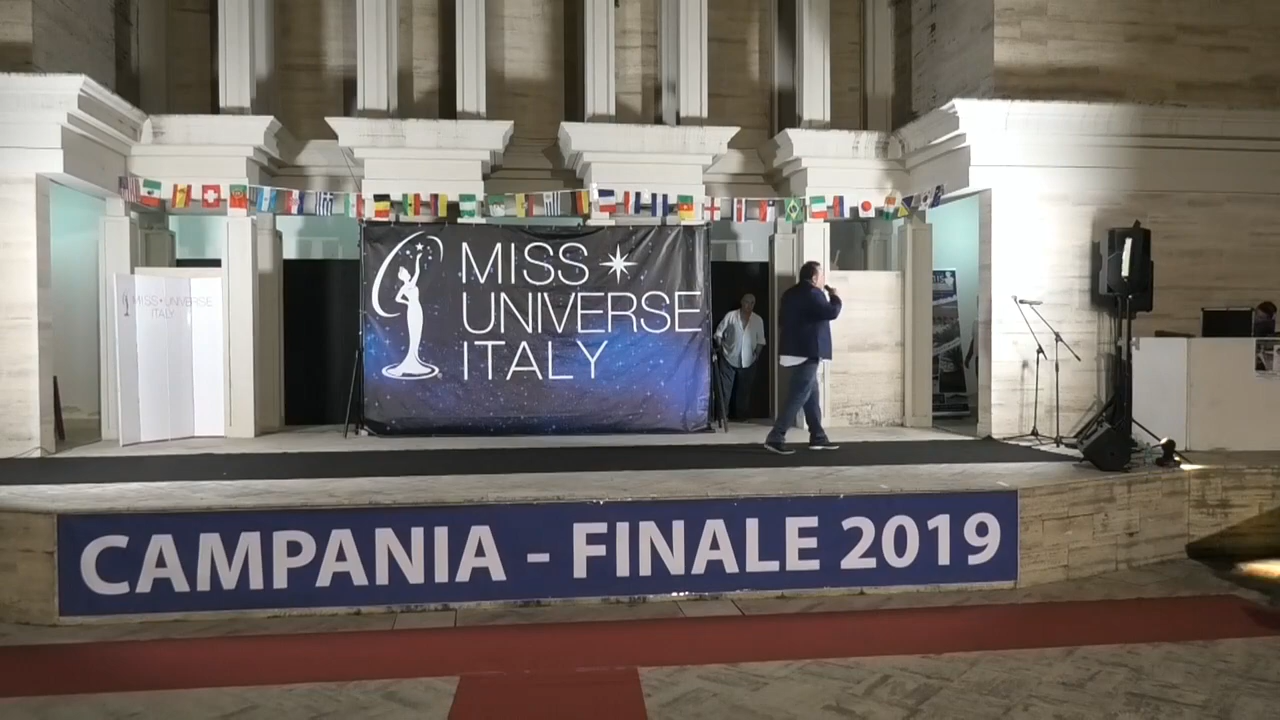 MISS
UNIVERSE
ITALY
MISS UNIVERSE
ITALY
CAMPANIA - FINALE 2019